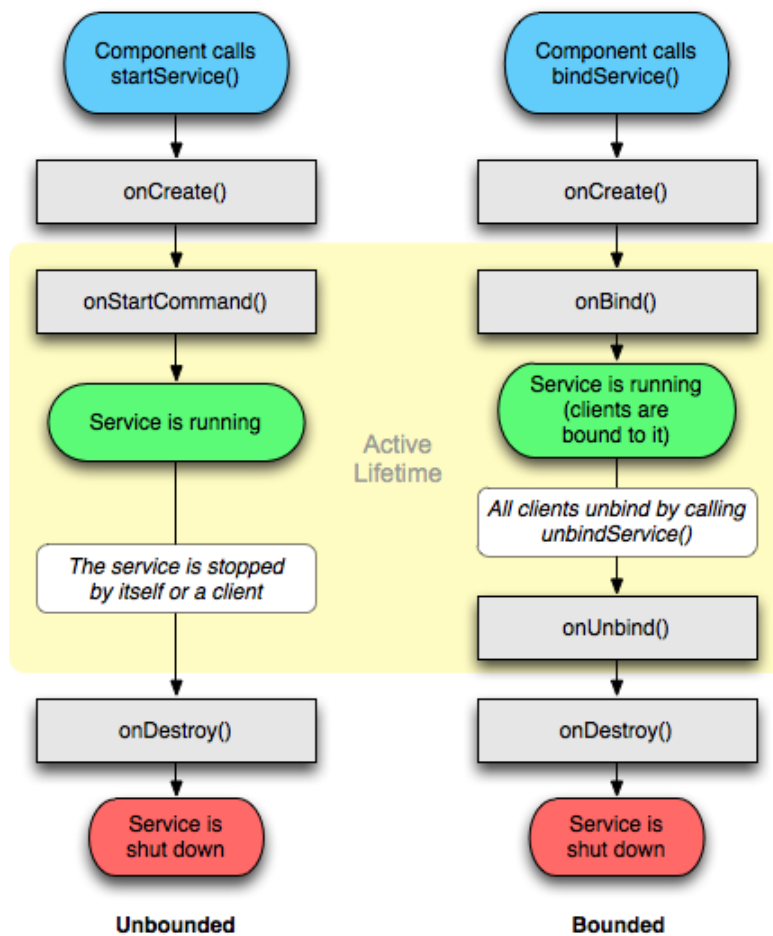 Component calls
startService()
onCreate()
onStartCommand()
Service is running
The service is stopped
by itself or a client
onDestroy()
Service is
shut down
Unbounded
Active
Lifetime
Component calls
bindService()
onCreate()
onBind()
Service is running
(clients are
bound to it)
All clients unbind by calling
unbindService()
onUnbind()
onDestroy()
Service is
shut down
Bounded